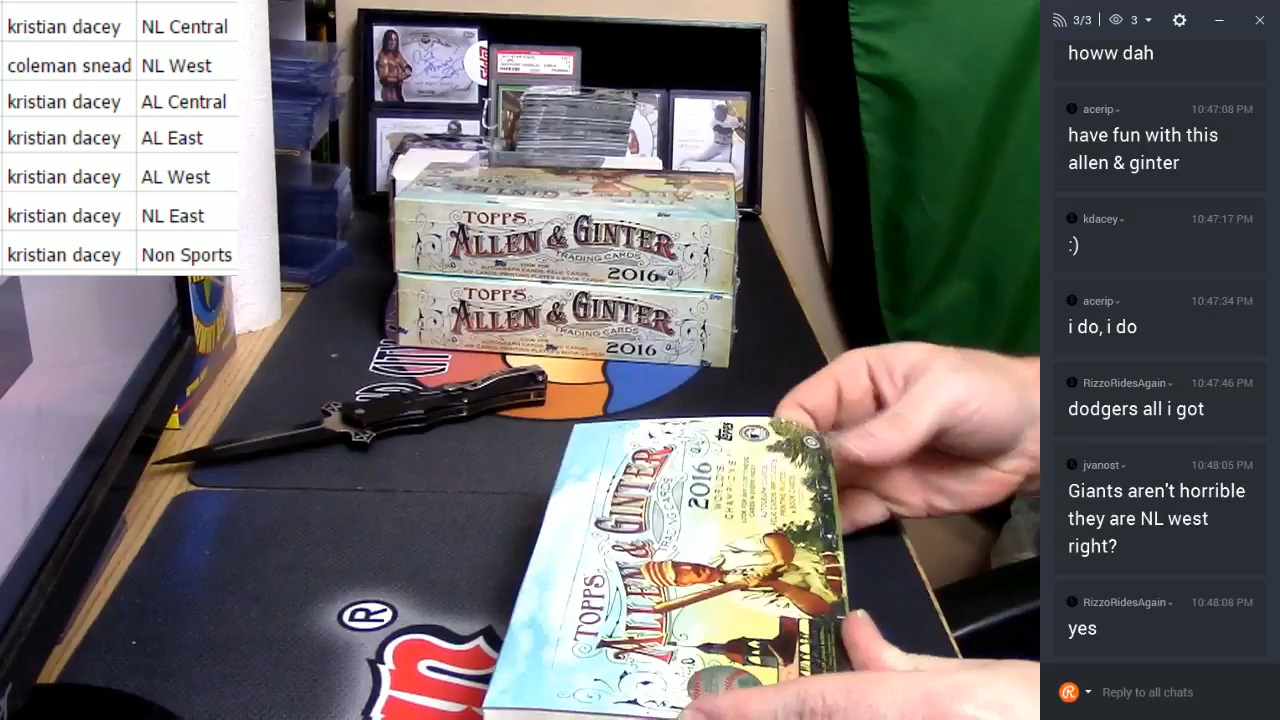 kristian dacey NL Central
coleman snead NL West
kristian dacey AL Central
kristian dacey AL East
kristian dacey AL West
kristian dacey NL East
kristian dacey Non Sports
TOPPS
ALLEN & GINTER
TRADING CARDS
2016
TOPPS
ALLEN & GINTER
TRADING CARDS
2016
TOPPS
ALLEN & GINTER
TRADING CARDS
2016
WORLD'S
CHAMPIONS
topps
®
3/3 3
howw dah
acerip 10:47:08 PM
have fun with this
allen & ginter
kdacey 10:47:17 PM
:)
acerip 10:47:34 PM
i do, i do
RizzoRidesAgain 10:47:46 PM
dodgers all i got
jvanost 10:48:05 PM
Giants aren't horrible
they are NL west
right?
RizzoRidesAgain 10:48:08 PM
yes
Reply to all chats